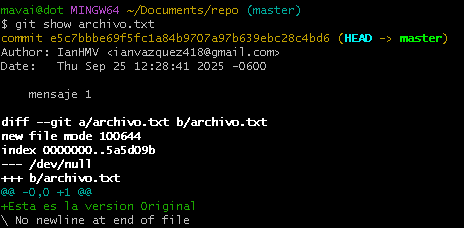 mavai@dot MINGW64 ~/Documents/repo (master)
$ git show archivo.txt
commit e5c7bbbe69f5fc1a84b9707a97b639ebc28c4bd6 (HEAD -> master)
Author: IanHMV <ianvazquez418@gmail.com>
Date:   Thu Sep 25 12:28:41 2025 -0600
    mensaje 1
diff --git a/archivo.txt b/archivo.txt
new file mode 100644
index 0000000..5a5d09b
--- /dev/null
+++ b/archivo.txt
@@ -0,0 +1 @@
+Esta es la version Original
\ No newline at end of file